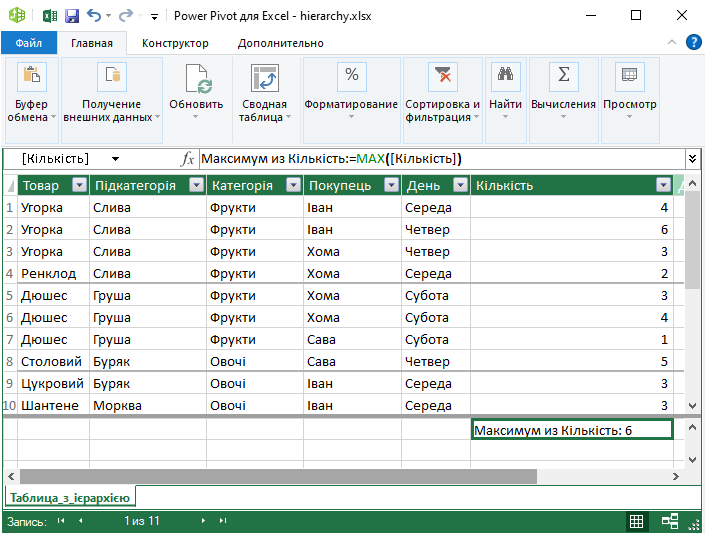 Power Pivot для Excel - hierarchy.xlsx
Файл Главная Конструктор Дополнительно
Буфер обмена
Получение внешних данных
Обновить
Сводная таблица
% Форматирование
Сортировка и фильтрация
Найти
Σ Вычисления
Просмотр
[Кількість] fx Максимум из Кількість:=MAX([Кількість])
Товар Підкатегорія Категорія Покупець День Кількість
1 Угорка Слива Фрукти Іван Середа 4
2 Угорка Слива Фрукти Іван Четвер 6
3 Угорка Слива Фрукти Хома Четвер 3
4 Ренклод Слива Фрукти Хома Середа 2
5 Дюшес Груша Фрукти Хома Субота 3
6 Дюшес Груша Фрукти Хома Субота 4
7 Дюшес Груша Фрукти Сава Субота 1
8 Столовий Буряк Овочі Сава Четвер 5
9 Цукровий Буряк Овочі Іван Середа 3
10 Шантене Морква Овочі Іван Середа 3
Максимум из Кількість: 6
Таблица_з_ієрархією
Запись: 1 из 11